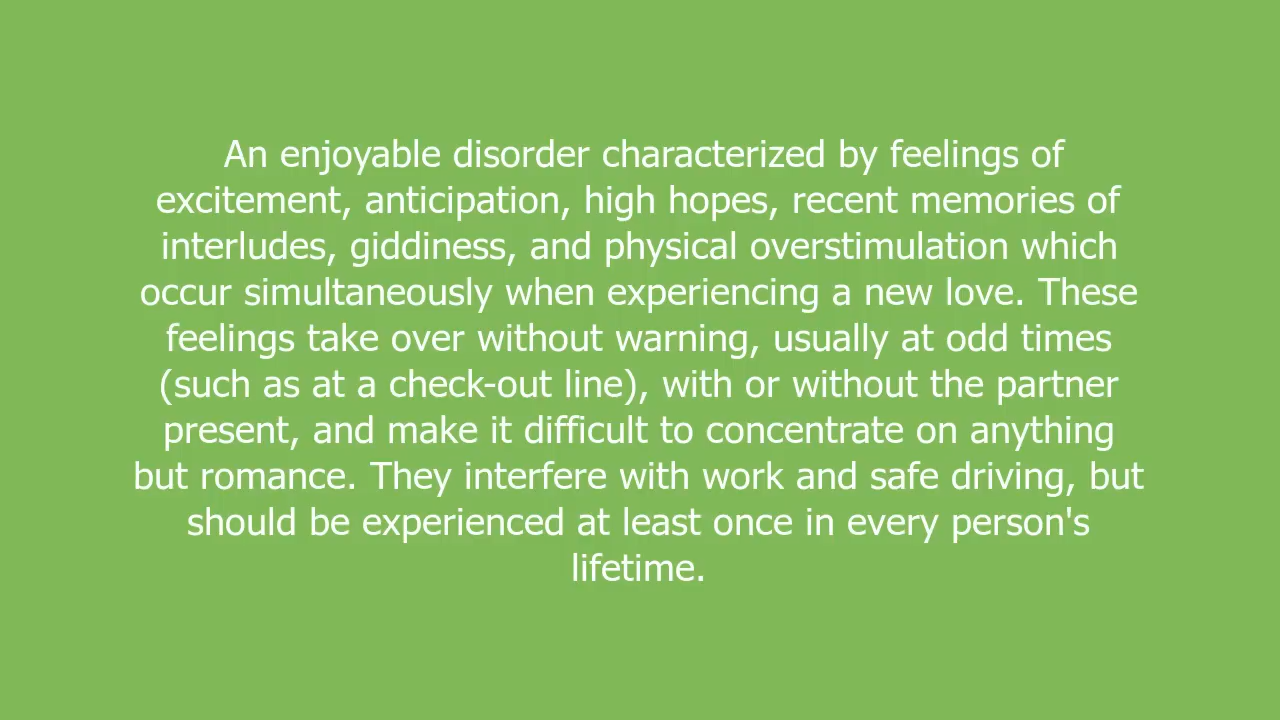 An enjoyable disorder characterized by feelings of
excitement, anticipation, high hopes, recent memories of
interludes, giddiness, and physical overstimulation which
occur simultaneously when experiencing a new love. These
feelings take over without warning, usually at odd times
(such as at a check-out line), with or without the partner
present, and make it difficult to concentrate on anything
but romance. They interfere with work and safe driving, but
should be experienced at least once in every person's
lifetime.